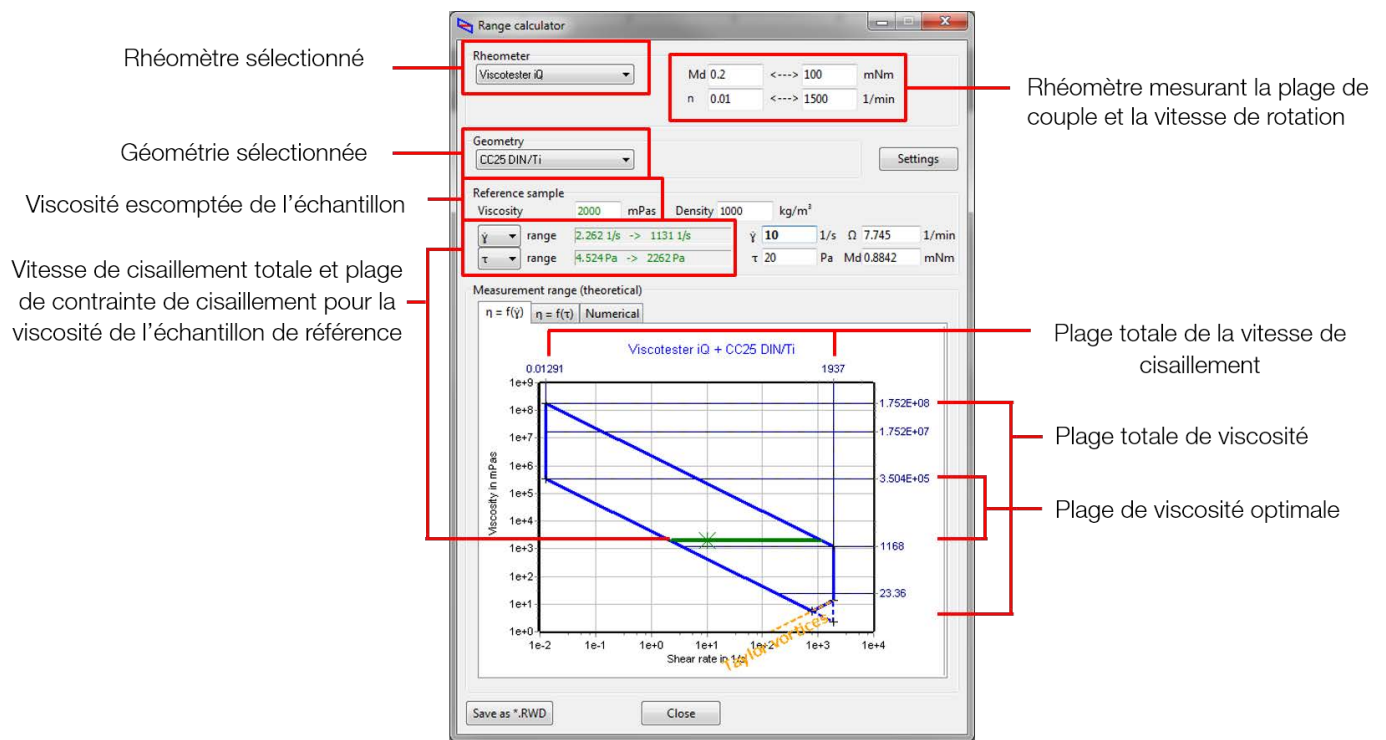 Range calculator
Rheometer
Viscotester iQ
Md 0.2 <---> 100 mNm
n 0.01 <---> 1500 1/min
Rhéomètre sélectionné
Rhéomètre mesurant la plage de
couple et la vitesse de rotation
Geometry
CC25 DIN/Ti
Settings
Géométrie sélectionnée
Reference sample
Viscosity 2000 mPas Density 1000 kg/m³
Viscosité escomptée de l’échantillon
γ̇ range 2.262 1/s -> 1131 1/s γ̇ 10 1/s Ω 7.745 1/min
τ range 4.524 Pa -> 2262 Pa τ 20 Pa Md 0.8842 mNm
Vitesse de cisaillement totale et plage
de contrainte de cisaillement pour la
viscosité de l’échantillon de référence
Measurement range (theoretical)
η = f(γ̇) η = f(τ) Numerical
Viscotester iQ + CC25 DIN/Ti
0.01291 1937
Plage totale de la vitesse de
cisaillement
1e+9
1e+8
1e+7
1e+6
1e+5
1e+4
1e+3
1e+2
1e+1
1e+0
Viscosity in mPas
1.752E+08
1.752E+07
3.504E+05
1168
23.36
Plage totale de viscosité
Plage de viscosité optimale
Taylor vortices
1e-2 1e-1 1e+0 1e+1 1e+2 1e+3 1e+4
Shear rate in 1/s
Save as *.RWD Close